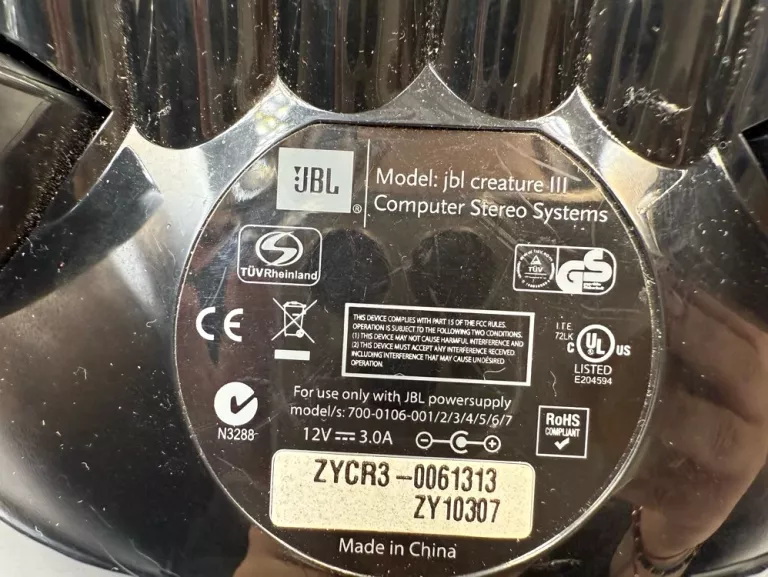 JBL
®
Model: jbl creature III
Computer Stereo Systems
TÜVRheinland
TÜV
GS
CE
THIS DEVICE COMPLIES WITH PART 15 OF THE FCC RULES.
OPERATION IS SUBJECT TO THE FOLLOWING TWO CONDITIONS.
(1) THIS DEVICE MAY NOT CAUSE HARMFUL INTERFERENCE AND
(2) THIS DEVICE MUST ACCEPT ANY INTERFERENCE RECEIVED,
INCLUDING INTERFERENCE THAT MAY CAUSE UNDESIRED
OPERATION.
I.T.E.
72LK
C UL US
LISTED
E204594
N3288
For use only with JBL powersupply
model/s: 700-0106-001/2/3/4/5/6/7
12V 3.0A
RoHS
COMPLIANT
ZYCR3-0061313
ZY10307
Made in China